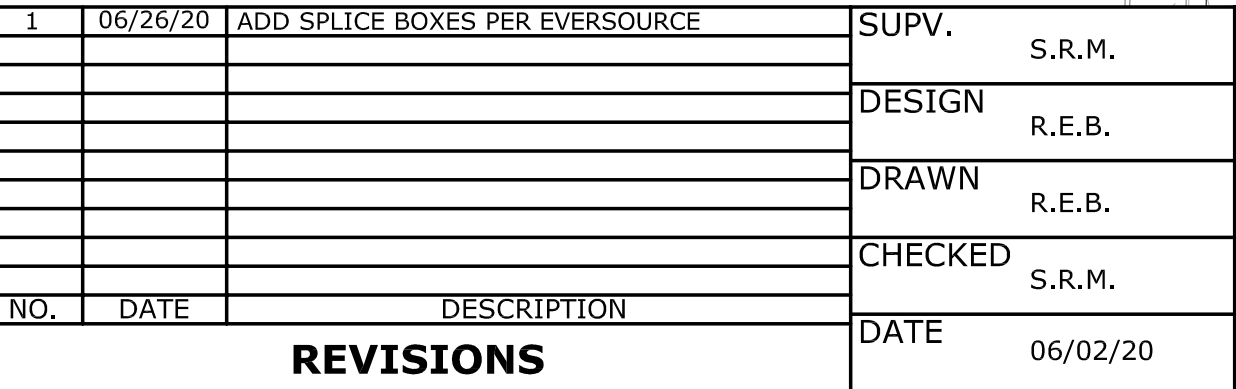 1 06/26/20 ADD SPLICE BOXES PER EVERSOURCE
NO. DATE DESCRIPTION
REVISIONS
SUPV.
S.R.M.
DESIGN
R.E.B.
DRAWN
R.E.B.
CHECKED
S.R.M.
DATE
06/02/20